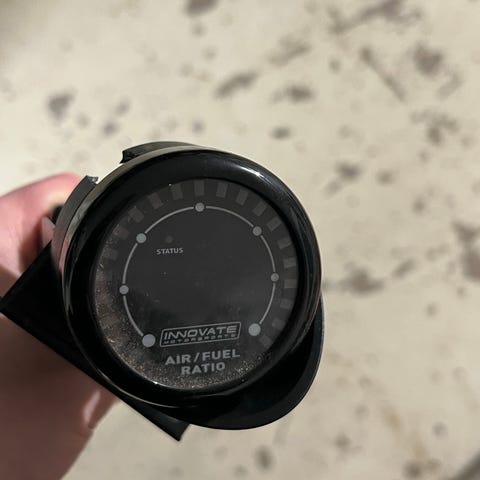 STATUS
INNOVATE
MOTORSPORTS
AIR/FUEL
RATIO